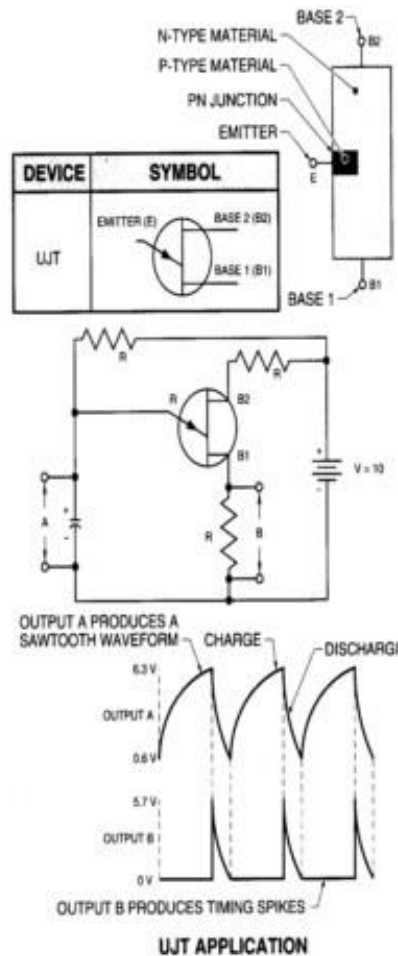 BASE 2
B2
N-TYPE MATERIAL
P-TYPE MATERIAL
PN JUNCTION
EMITTER
E
BASE 1
B1
DEVICE SYMBOL
UJT
EMITTER (E)
BASE 2 (B2)
BASE 1 (B1)
R
R
R
B2
B1
+
-
V = 10
A
+
-
R
B
OUTPUT A PRODUCES A
SAWTOOTH WAVEFORM
CHARGE
DISCHARGE
6.3 V
OUTPUT A
0.6 V
5.7 V
OUTPUT B
0 V
OUTPUT B PRODUCES TIMING SPIKES
UJT APPLICATION